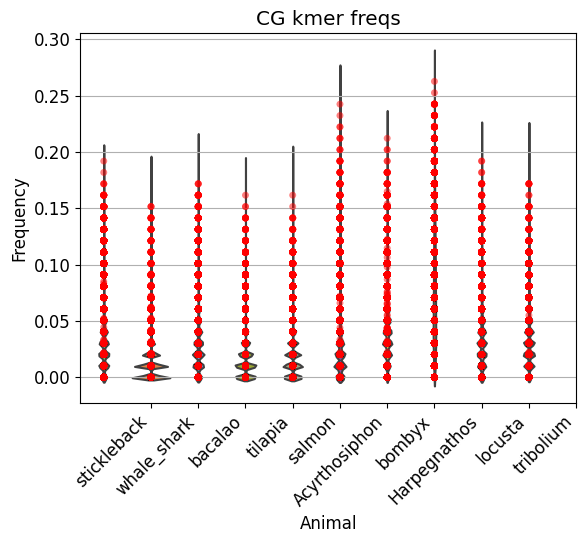 CG kmer freqs
0.30
0.25
0.20
0.15
0.10
0.05
0.00
Frequency
stickleback
whale_shark
bacalao
tilapia
salmon
Acyrthosiphon
bombyx
Harpegnathos
locusta
tribolium
Animal